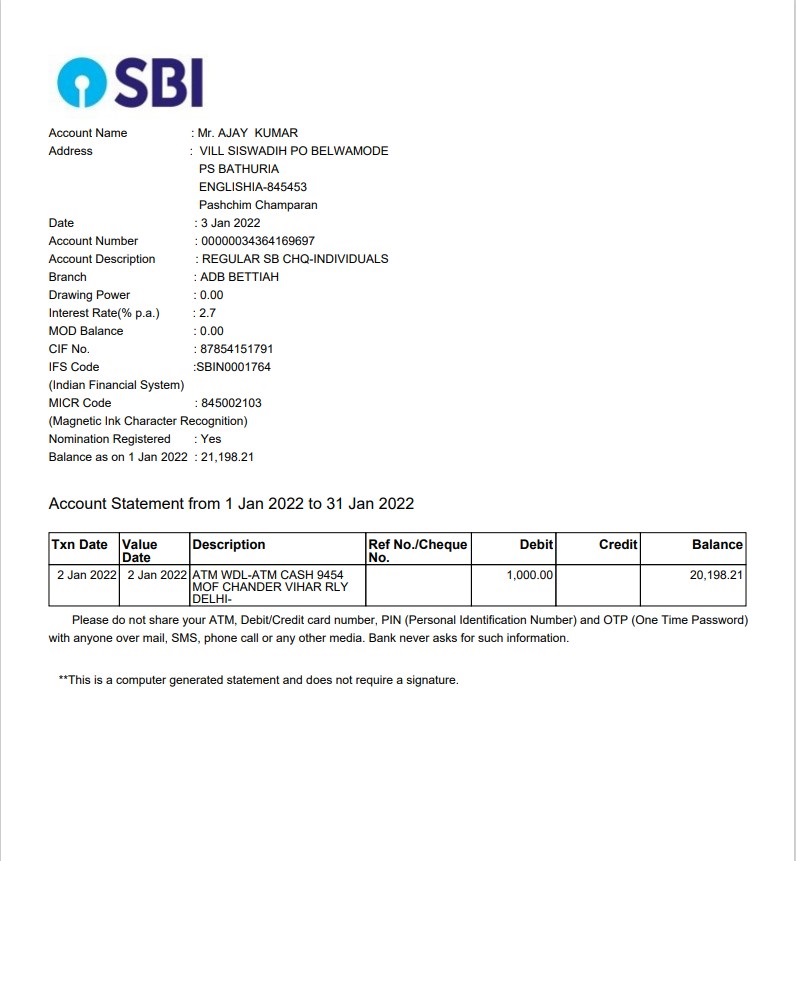 SBI
Account Name : Mr. AJAY KUMAR
Address : VILL SISWADIH PO BELWAMODE
PS BATHURIA
ENGLISHIA-845453
Pashchim Champaran
Date : 3 Jan 2022
Account Number : 00000034364169697
Account Description : REGULAR SB CHQ-INDIVIDUALS
Branch : ADB BETTIAH
Drawing Power : 0.00
Interest Rate(% p.a.) : 2.7
MOD Balance : 0.00
CIF No. : 87854151791
IFS Code :SBIN0001764
(Indian Financial System)
MICR Code : 845002103
(Magnetic Ink Character Recognition)
Nomination Registered : Yes
Balance as on 1 Jan 2022 : 21,198.21
Account Statement from 1 Jan 2022 to 31 Jan 2022
Txn Date Value Date Description Ref No./Cheque No. Debit Credit Balance
2 Jan 2022 2 Jan 2022 ATM WDL-ATM CASH 9454 1,000.00 20,198.21
MOF CHANDER VIHAR RLY
DELHI-
Please do not share your ATM, Debit/Credit card number, PIN (Personal Identification Number) and OTP (One Time Password)
with anyone over mail, SMS, phone call or any other media. Bank never asks for such information.
**This is a computer generated statement and does not require a signature.